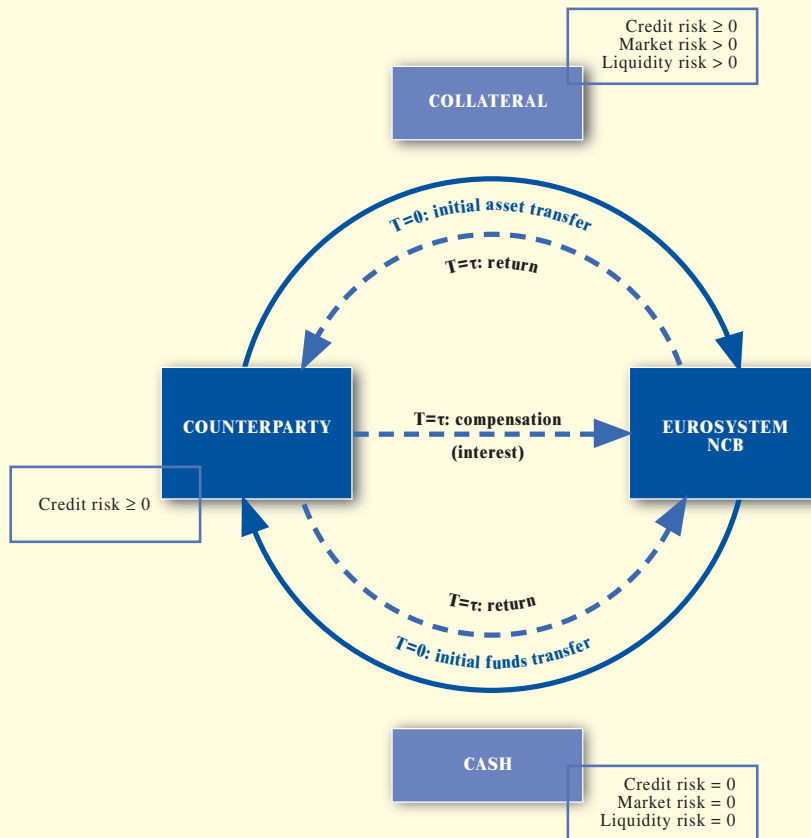 Credit risk ≥ 0
Market risk > 0
Liquidity risk > 0
COLLATERAL
T=0: initial asset transfer
T=τ: return
COUNTERPARTY
T=τ: compensation
(interest)
EUROSYSTEM
NCB
Credit risk ≥ 0
T=τ: return
T=0: initial funds transfer
CASH
Credit risk = 0
Market risk = 0
Liquidity risk = 0